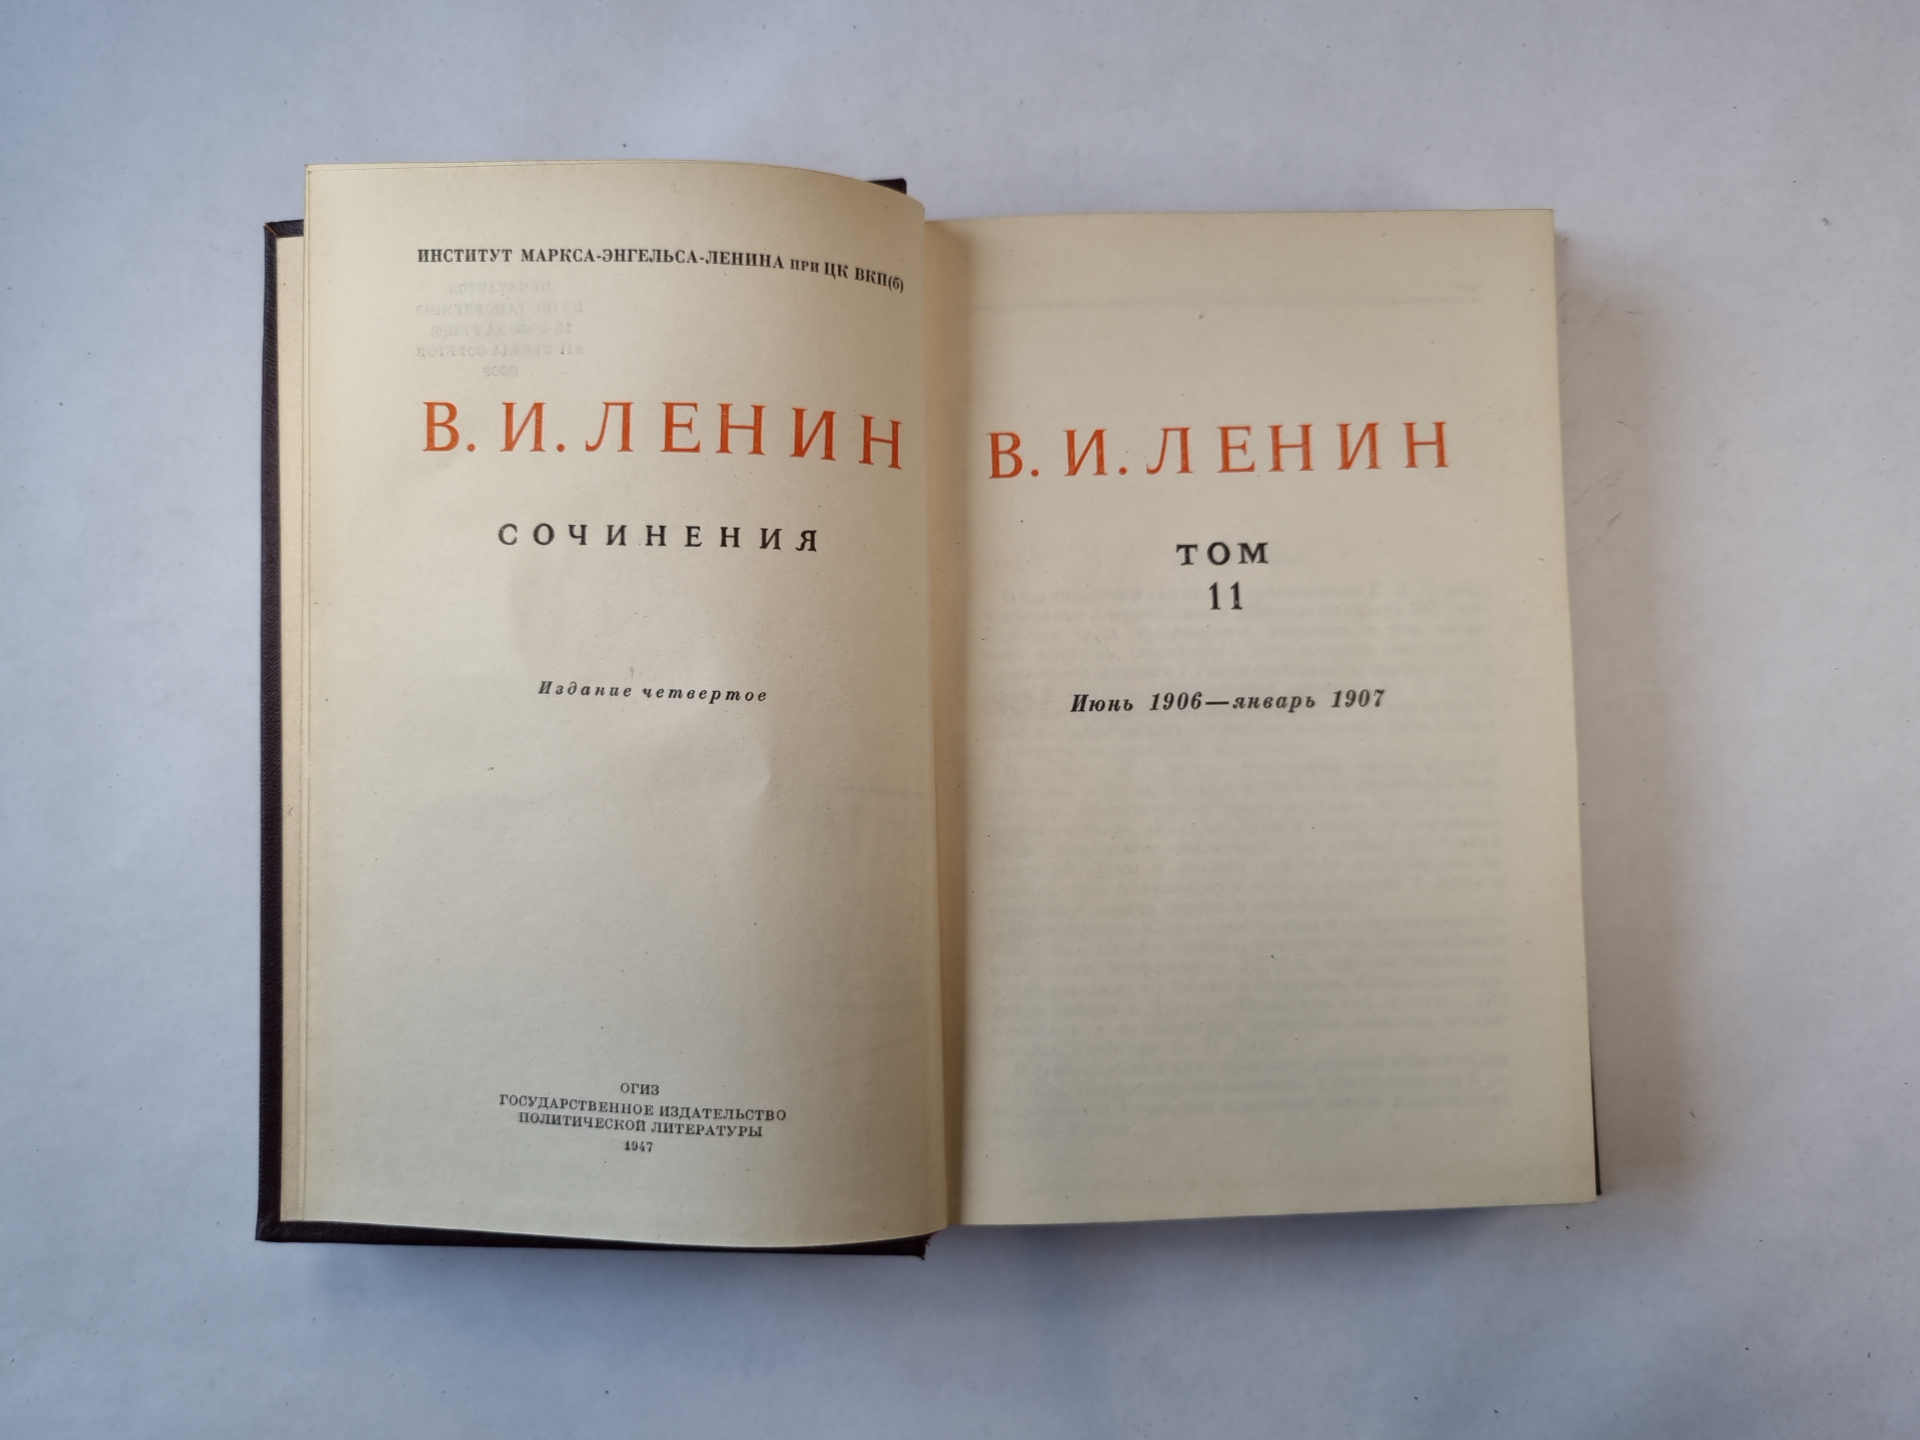 ИНСТИТУТ МАРКСА-ЭНГЕЛЬСА-ЛЕНИНА ПРИ ЦК ВКП(б)
В. И. ЛЕНИН
СОЧИНЕНИЯ
Издание четвертое
ОГИЗ
ГОСУДАРСТВЕННОЕ ИЗДАТЕЛЬСТВО
ПОЛИТИЧЕСКОЙ ЛИТЕРАТУРЫ
1947
В. И. ЛЕНИН
ТОМ
11
Июнь 1906—январь 1907